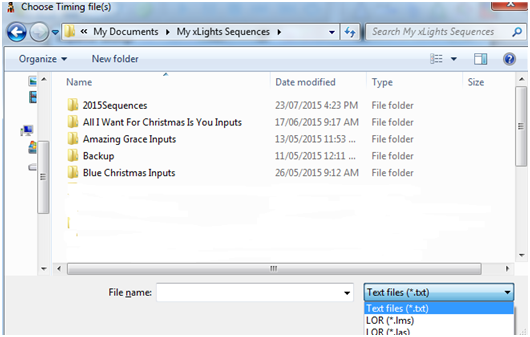 Choose Timing file(s)
« My Documents ▸ My xLights Sequences ▸
Search My xLights Sequences
Organize
New folder
Name Date modified Type Size
2015Sequences 23/07/2015 4:23 PM File folder
All I Want For Christmas Is You Inputs 17/06/2015 9:17 AM File folder
Amazing Grace Inputs 13/05/2015 11:53 ... File folder
Backup 11/05/2015 12:11 ... File folder
Blue Christmas Inputs 26/05/2015 9:12 AM File folder
File name: Text files (*.txt)
Text files (*.txt)
LOR (*.lms)
LOR (*.las)